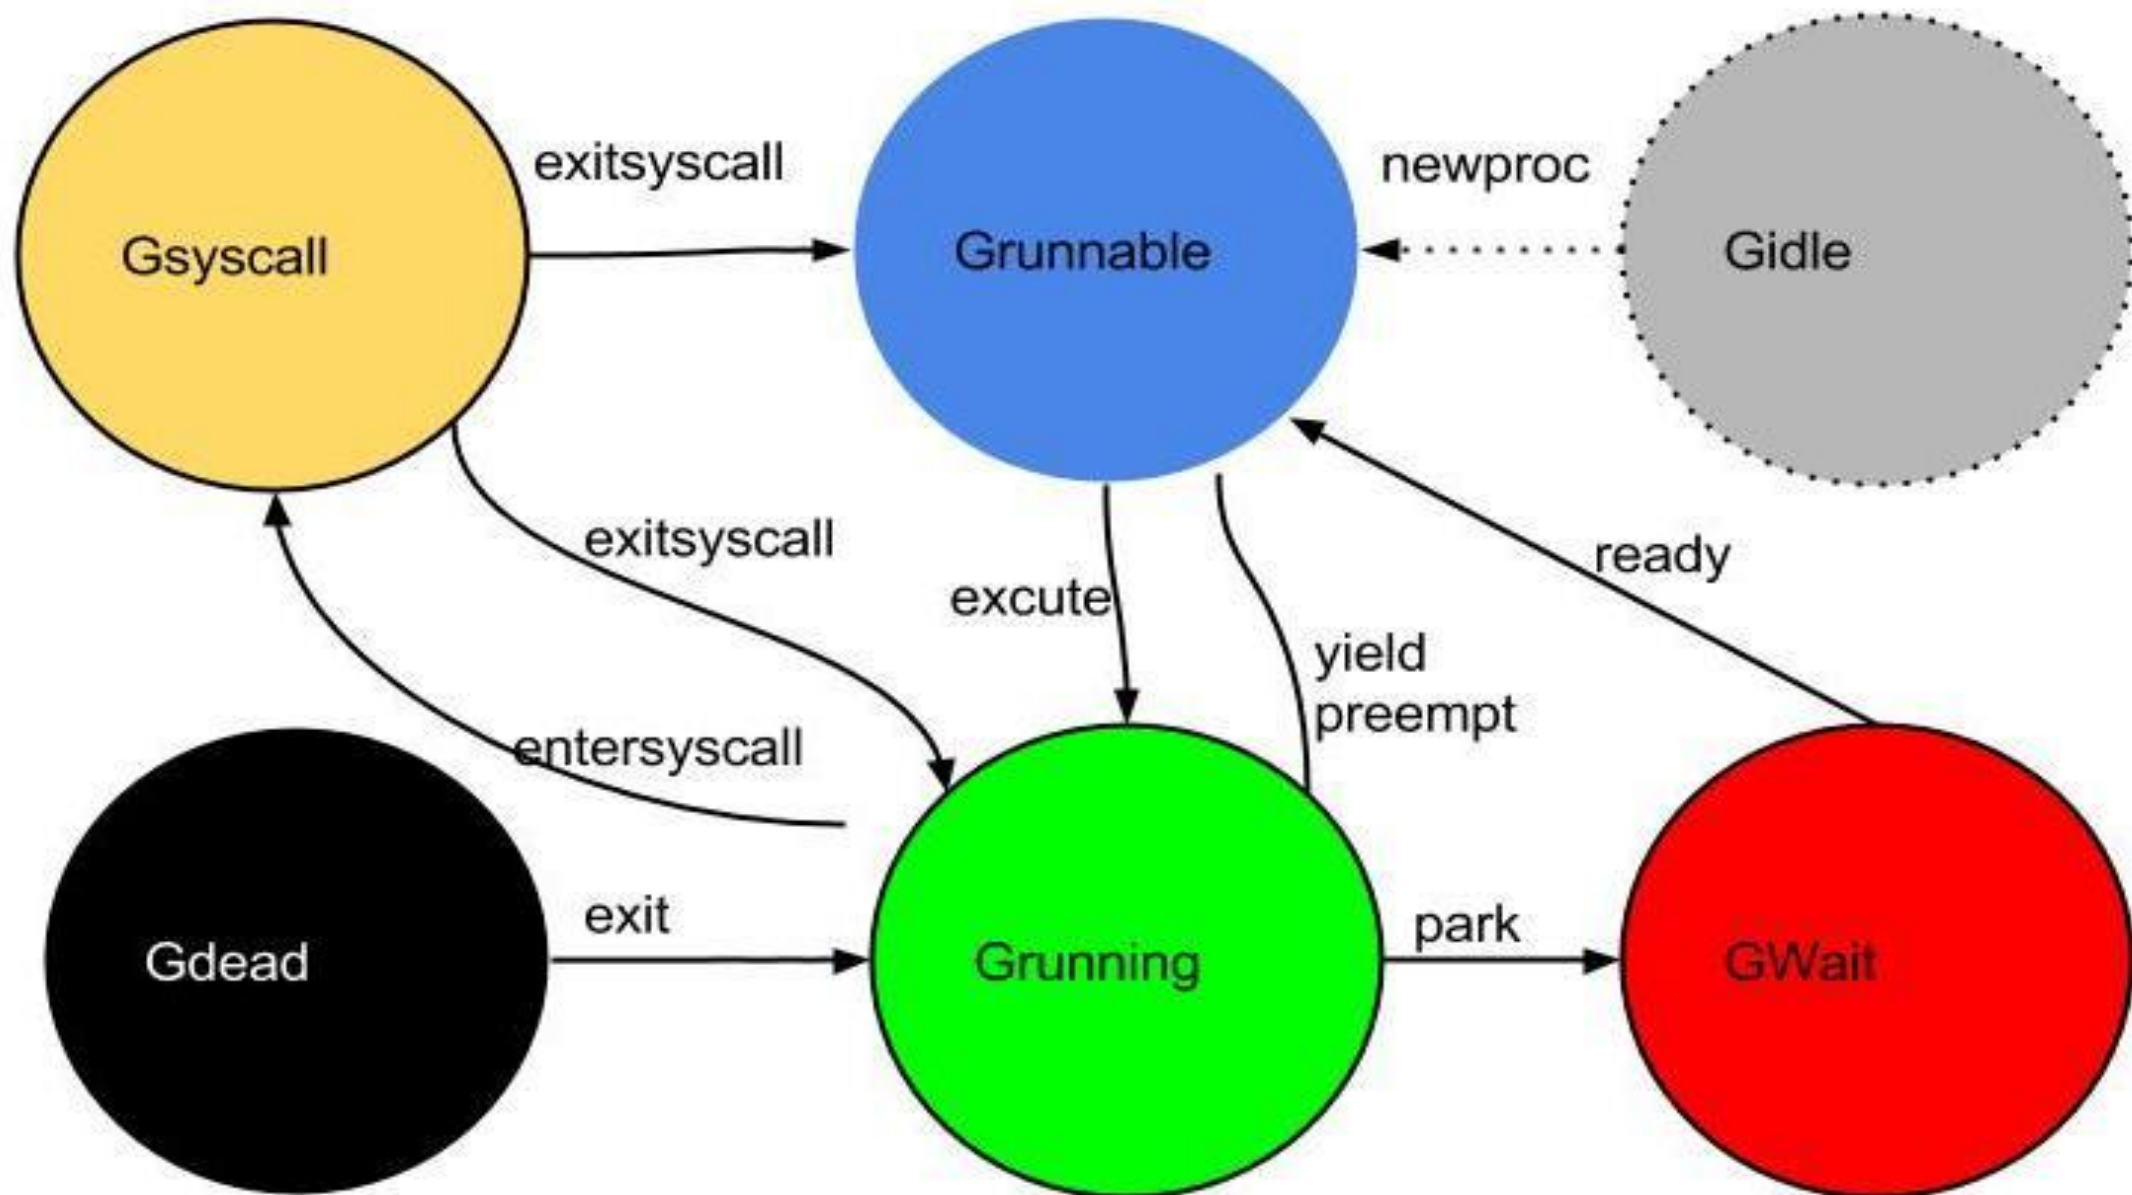 exitsyscall
newproc
Gsyscall
Grunnable
Gidle
exitsyscall
ready
excute
yield
preempt
entersyscall
exit
park
Gdead
Grunning
GWait